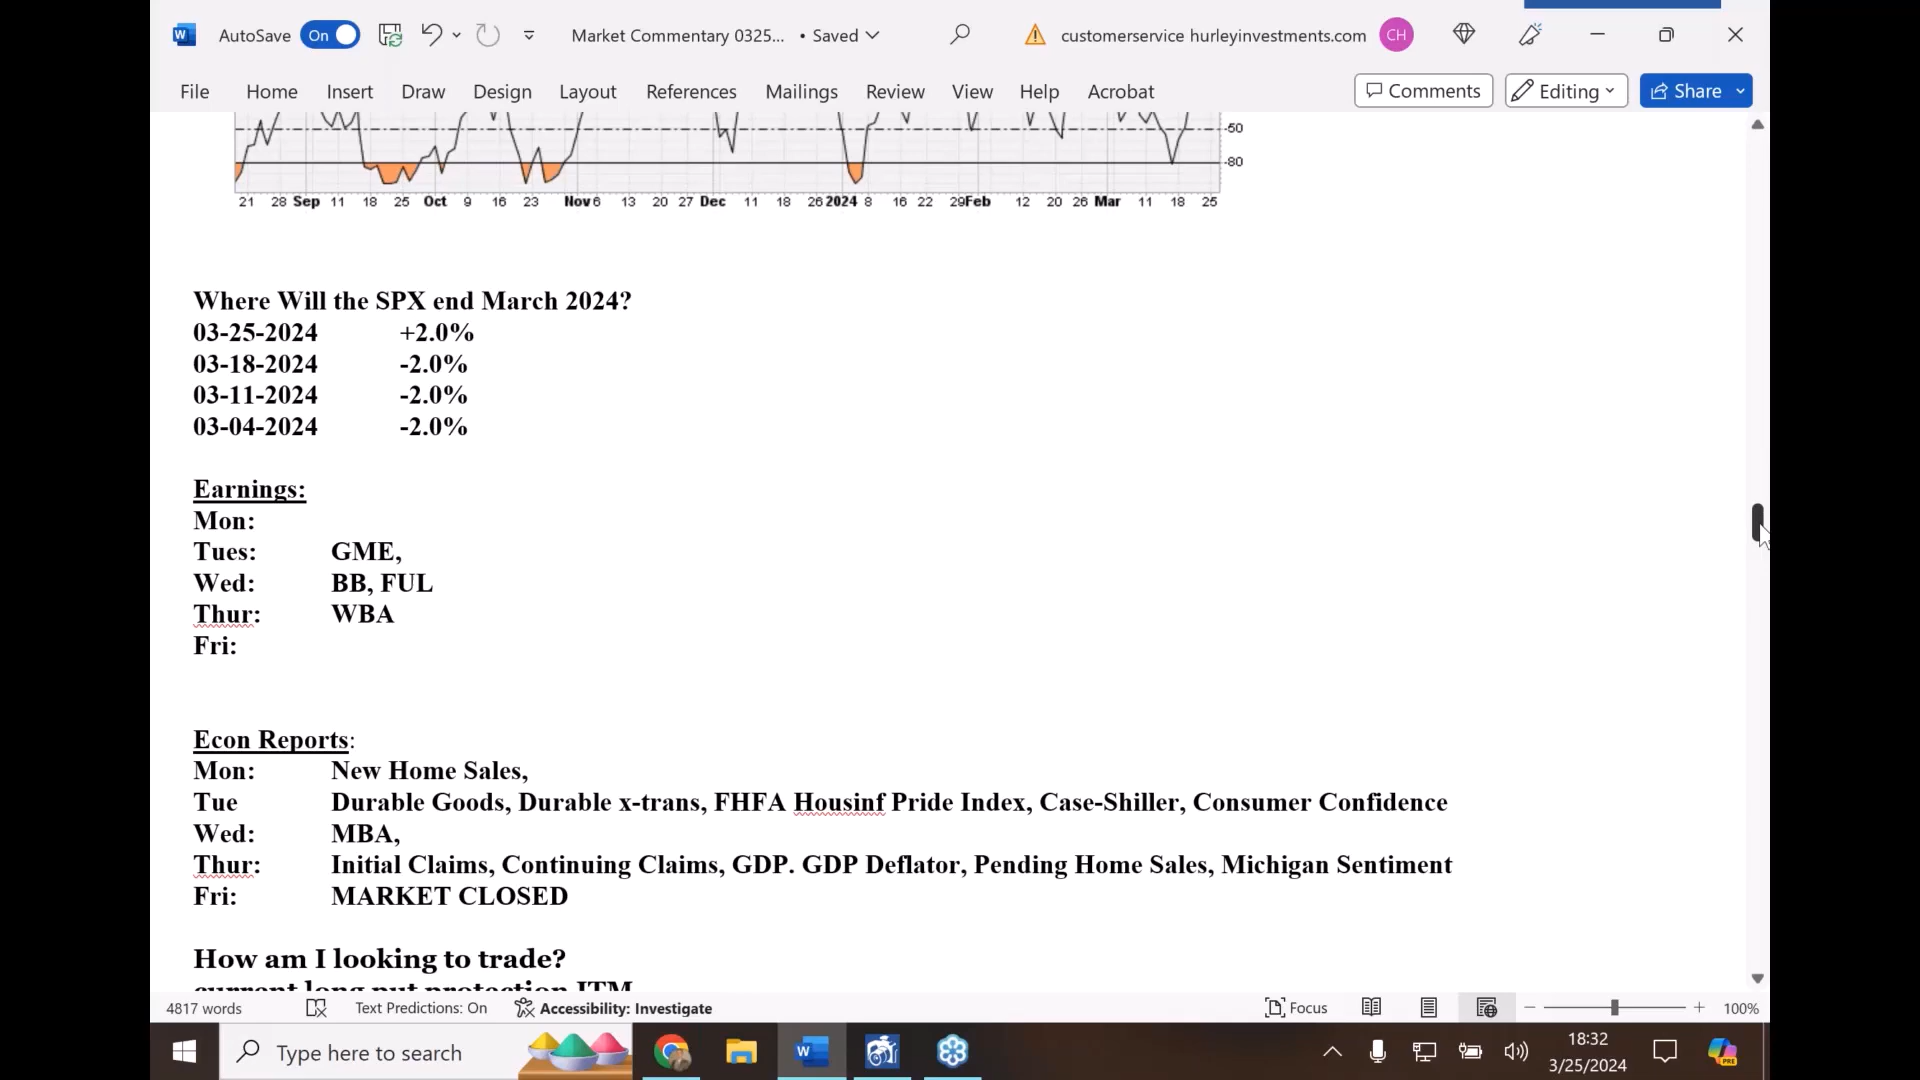 AutoSave On Market Commentary 0325... • Saved customerservice hurleyinvestments.com CH
File Home Insert Draw Design Layout References Mailings Review View Help Acrobat Comments Editing Share
-50
-80
21 28 Sep 11 18 25 Oct 9 16 23 Nov 6 13 20 27 Dec 11 18 26 2024 8 16 22 29 Feb 12 20 26 Mar 11 18 25
Where Will the SPX end March 2024?
03-25-2024 +2.0%
03-18-2024 -2.0%
03-11-2024 -2.0%
03-04-2024 -2.0%
Earnings:
Mon:
Tues: GME,
Wed: BB, FUL
Thur: WBA
Fri:
Econ Reports:
Mon: New Home Sales,
Tue Durable Goods, Durable x-trans, FHFA Housinf Pride Index, Case-Shiller, Consumer Confidence
Wed: MBA,
Thur: Initial Claims, Continuing Claims, GDP. GDP Deflator, Pending Home Sales, Michigan Sentiment
Fri: MARKET CLOSED
How am I looking to trade?
current long put protection ITM
4817 words Text Predictions: On Accessibility: Investigate Focus 100%
Type here to search 18:32
3/25/2024